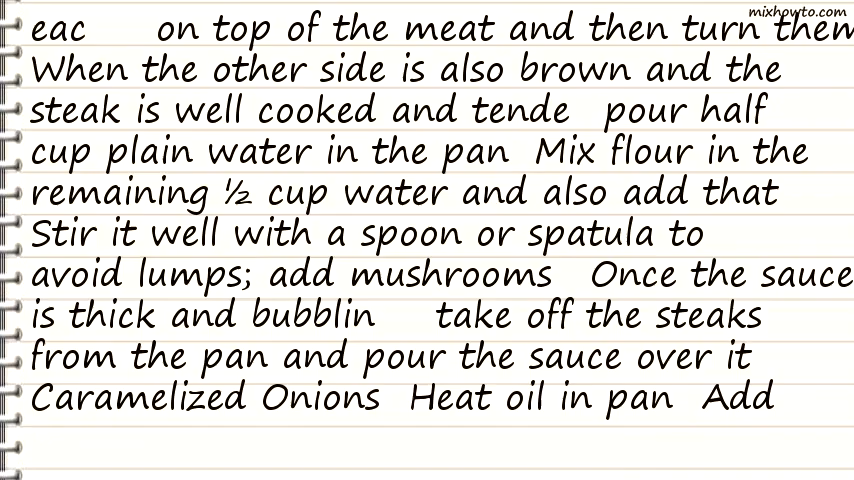 mixhowto.com
eac on top of the meat and then turn them
When the other side is also brown and the
steak is well cooked and tende pour half
cup plain water in the pan Mix flour in the
remaining ½ cup water and also add that
Stir it well with a spoon or spatula to
avoid lumps; add mushrooms Once the sauce
is thick and bubblin take off the steaks
from the pan and pour the sauce over it
Caramelized Onions Heat oil in pan Add